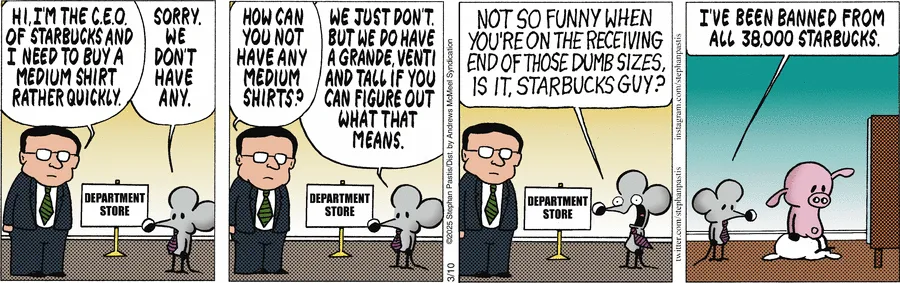 HI, I'M THE C.E.O.
OF STARBUCKS AND
I NEED TO BUY A
MEDIUM SHIRT
RATHER QUICKLY.
SORRY.
WE
DON'T
HAVE
ANY.
DEPARTMENT
STORE
HOW CAN
YOU NOT
HAVE ANY
MEDIUM
SHIRTS?
WE JUST DON'T.
BUT WE DO HAVE
A GRANDE, VENTI
AND TALL IF YOU
CAN FIGURE OUT
WHAT THAT
MEANS.
DEPARTMENT
STORE
©2025 Stephan Pastis/Dist. by Andrews McMeel Syndication
3/10
NOT SO FUNNY WHEN
YOU'RE ON THE RECEIVING
END OF THOSE DUMB SIZES,
IS IT, STARBUCKS GUY?
DEPARTMENT
STORE
twitter.com/stephanpastis
instagram.com/stephanpastis
I'VE BEEN BANNED FROM
ALL 38,000 STARBUCKS.